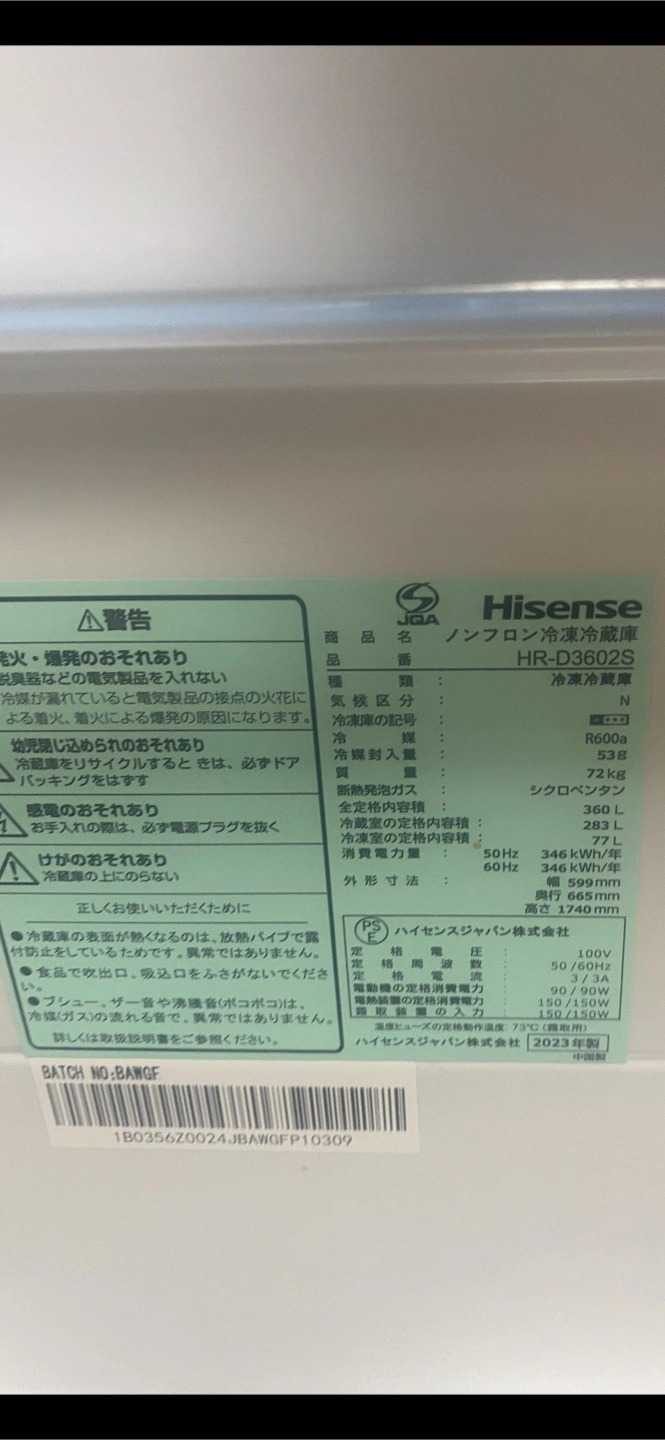 警告
発火・爆発のおそれあり
脱臭器などの電気製品を入れない
冷媒が漏れていると電気製品の接点の火花に
よる着火、着火による爆発の原因になります。
幼児閉じ込められのおそれあり
冷蔵庫をリサイクルするときは、必ずドア
パッキングをはずす
感電のおそれあり
お手入れの際は、必ず電源プラグを抜く
けがのおそれあり
冷蔵庫の上にのらない
正しくお使いいただくために
●冷蔵庫の表面が熱くなるのは、放熱パイプで露
付防止をしているためです。異常ではありません。
●食品で吹出口、吸込口をふさがないでくださ
い。
●ブシュー、ザー音や沸騰音(ポコポコ)は、
冷媒(ガス)の流れる音で、異常ではありません。
詳しくは取扱説明書をご参照ください。
JQA
Hisense
商品名 ノンフロン冷凍冷蔵庫
品番 HR-D3602S
種類 : 冷凍冷蔵庫
気候区分 : N
冷凍庫の記号 :
冷媒 : R600a
冷媒封入量 : 53g
質量 : 72kg
断熱発泡ガス : シクロペンタン
全定格内容積 : 360 L
冷蔵室の定格内容積 : 283 L
冷凍室の定格内容積 : 77 L
消費電力量 : 50Hz 346 kWh/年
60Hz 346 kWh/年
外形寸法 : 幅 599mm
奥行 665mm
高さ 1740mm
PSE ハイセンスジャパン株式会社
定格電圧 : 100V
定格周波数 : 50/60Hz
定格電流 : 3/3A
電動機の定格消費電力 : 90/90W
電熱装置の定格消費電力 : 150/150W
霜取装置の入力 : 150/150W
温度ヒューズの定格動作温度: 73℃ (霜取用)
ハイセンスジャパン株式会社 2023年製
中国製
BATCH NO:BAWGF
1B0356Z0024JBAWGFP10309